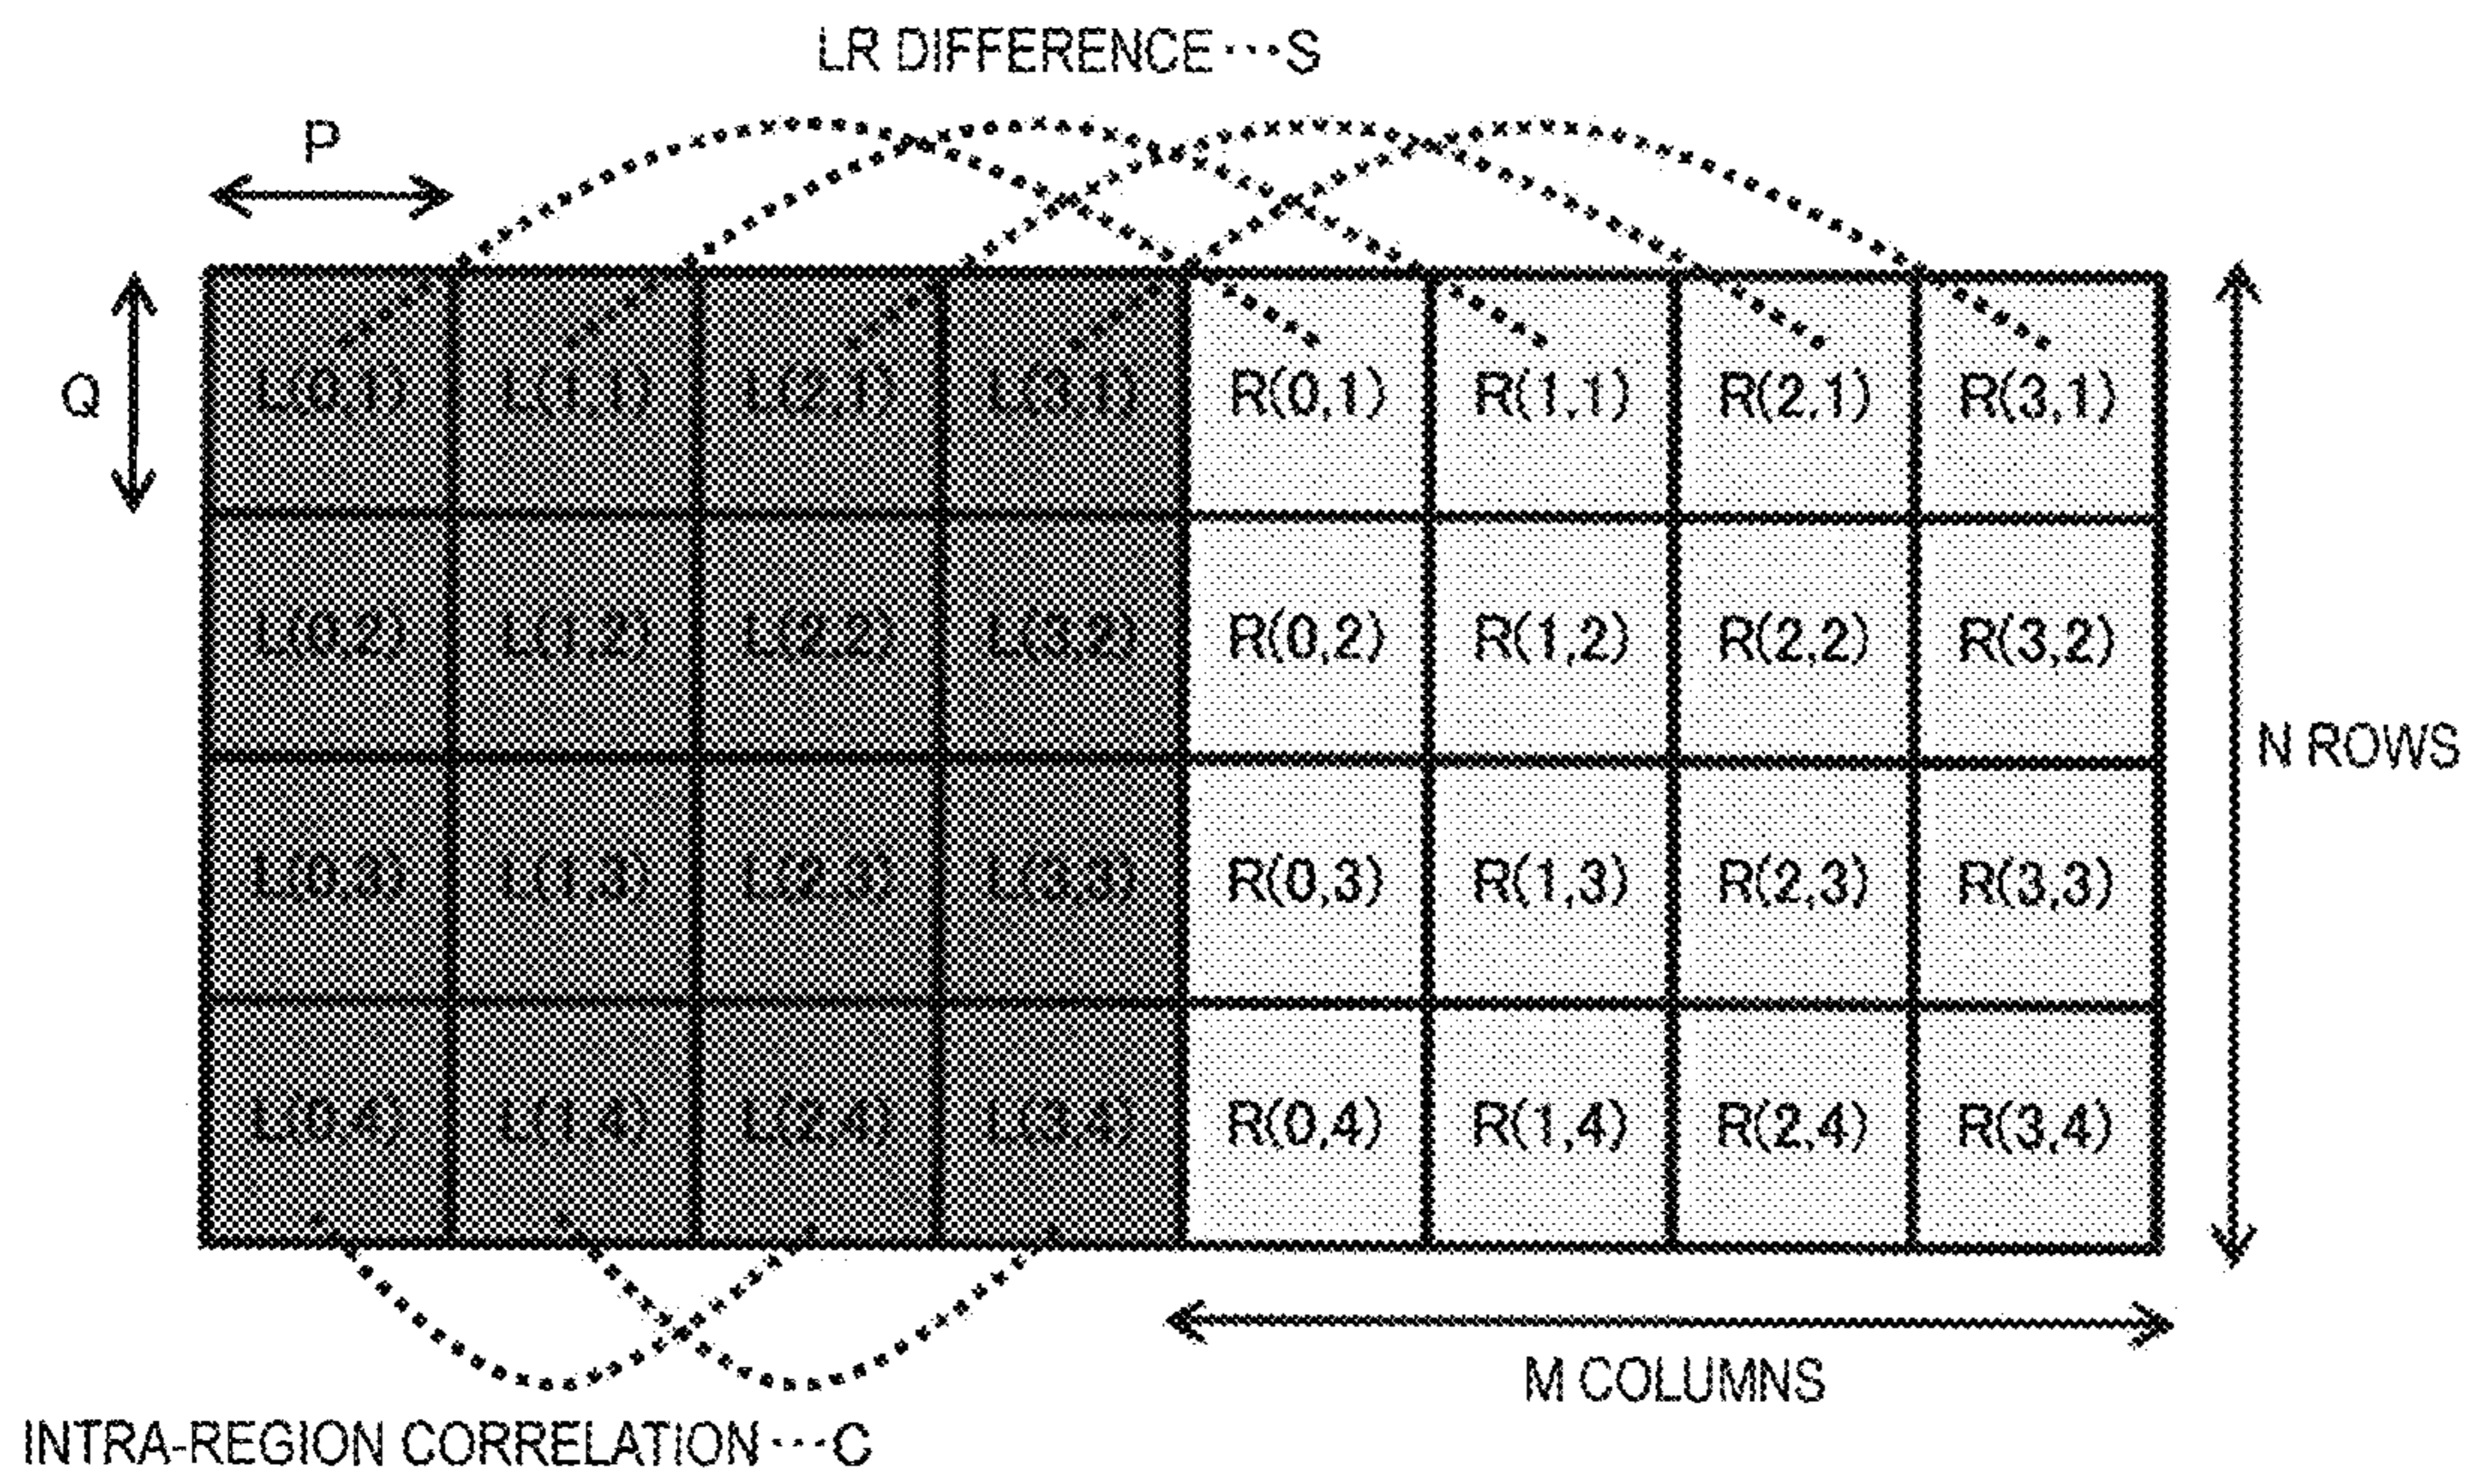 LR DIFFERENCE･･･S
P
Q
L(0,1) L(1,1) L(2,1) L(3,1) R(0,1) R(1,1) R(2,1) R(3,1)
L(0,2) L(1,2) L(2,2) L(3,2) R(0,2) R(1,2) R(2,2) R(3,2)
N ROWS
L(0,3) L(1,3) L(2,3) L(3,3) R(0,3) R(1,3) R(2,3) R(3,3)
L(0,4) L(1,4) L(2,4) L(3,4) R(0,4) R(1,4) R(2,4) R(3,4)
M COLUMNS
INTRA-REGION CORRELATION･･･C